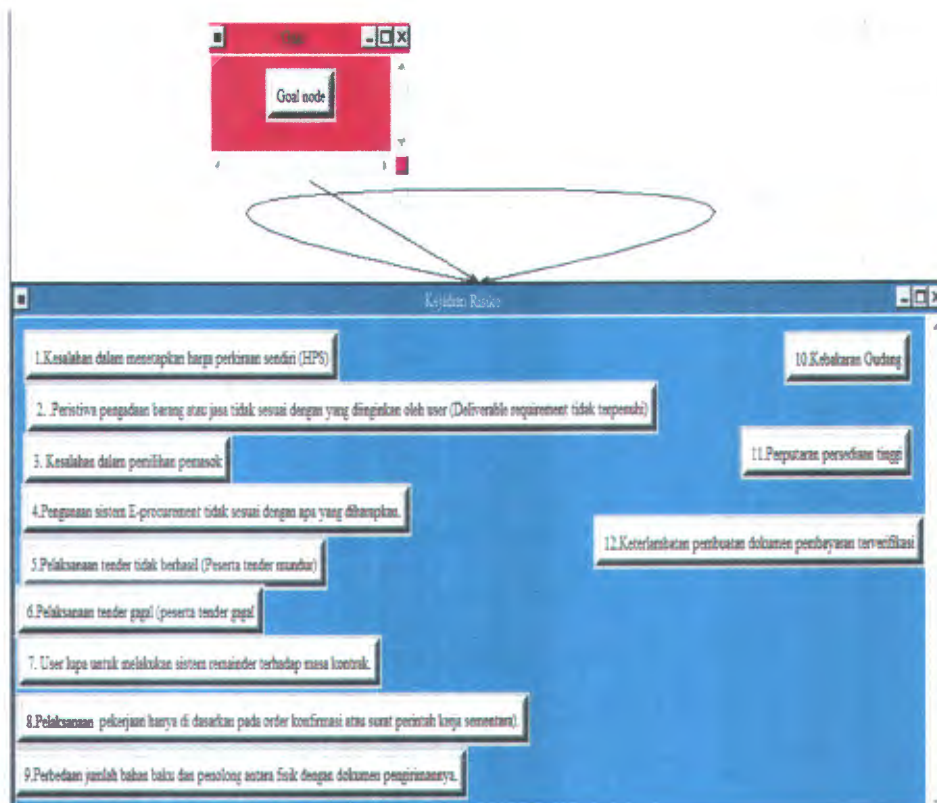 Goal node
Kejadian Risiko
1.Kesalahan dalam menetapkan harga perkiraan sendiri (HPS)
2. .Peristiwa pengadaan barang atau jasa tidak sesuai dengan yang diinginkan oleh user (Deliverable requirement tidak terpenuhi)
3. Kesalahan dalam pemilihan pemasok
4.Pengunaan sistem E-procurement tidak sesuai dengan apa yang diharapkan.
5.Pelaksanaan tender tidak berhasil (Peserta tender mundur)
6.Pelaksanaan tender gagal (peserta tender gagal
7. User lupa untuk melakukan sistem remainder terhadap masa kontrak.
8.Pelaksanaan pekerjaan hanya di dasarkan pada order konfirmasi atau surat perintah kerja sementara)
9.Perbedaan jumlah bahan baku dan penolong antara fisik dengan dokumen pengirimannya.
10.Kebakaran Gudang
11.Perputaran persediaan tinggi
12.Keterlambatan pembuatan dokumen pembayaran terverifikasi